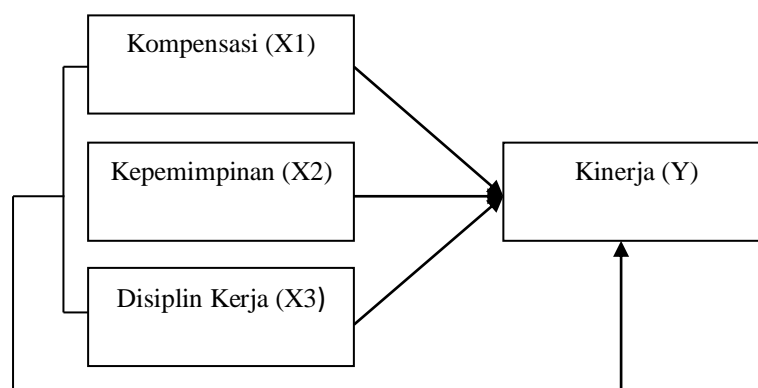 Kompensasi (X1)
Kepemimpinan (X2)
Kinerja (Y)
Disiplin Kerja (X3)